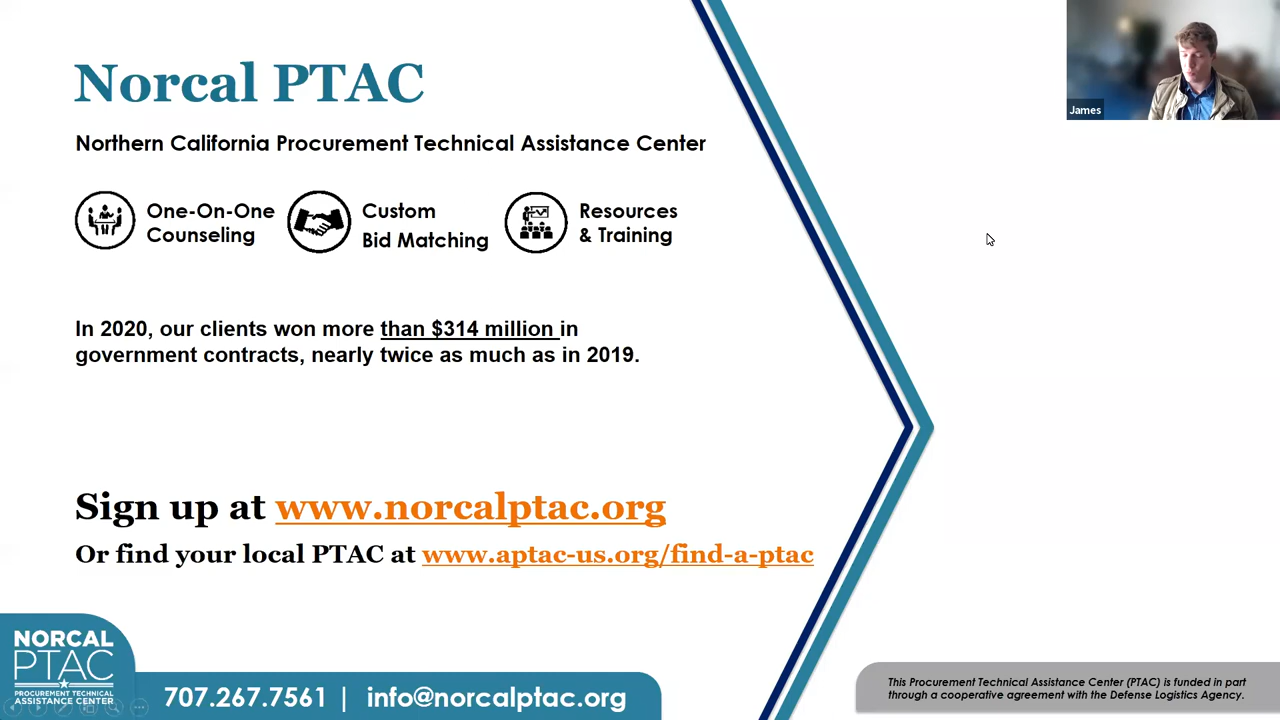 Norcal PTAC
James
Northern California Procurement Technical Assistance Center
One-On-One
Counseling
Custom
Bid Matching
Resources
& Training
In 2020, our clients won more than $314 million in
government contracts, nearly twice as much as in 2019.
Sign up at www.norcalptac.org
Or find your local PTAC at www.aptac-us.org/find-a-ptac
NORCAL
PTAC
PROCUREMENT TECHNICAL
ASSISTANCE CENTER
707.267.7561 | info@norcalptac.org
This Procurement Technical Assistance Center (PTAC) is funded in part
through a cooperative agreement with the Defense Logistics Agency.